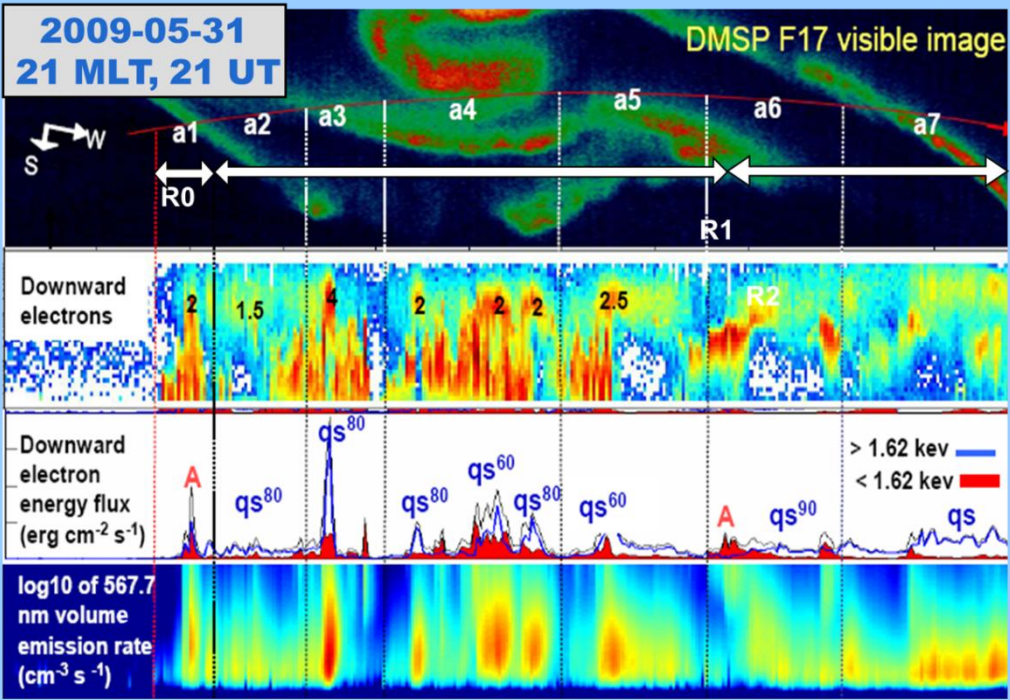 2009-05-31
21 MLT, 21 UT
DMSP F17 visible image
a1
a2
a3
a4
a5
a6
a7
W
S
R0
R1
Downward
electrons
2
1.5
4
2
2
2
2.5
R2
Downward
electron
energy flux
(erg cm⁻² s⁻¹)
A
qs⁸⁰
qs⁸⁰
qs⁸⁰
qs⁶⁰
qs⁸⁰
qs⁶⁰
A
qs⁹⁰
qs
> 1.62 kev
< 1.62 kev
log10 of 567.7
nm volume
emission rate
(cm⁻³ s⁻¹)